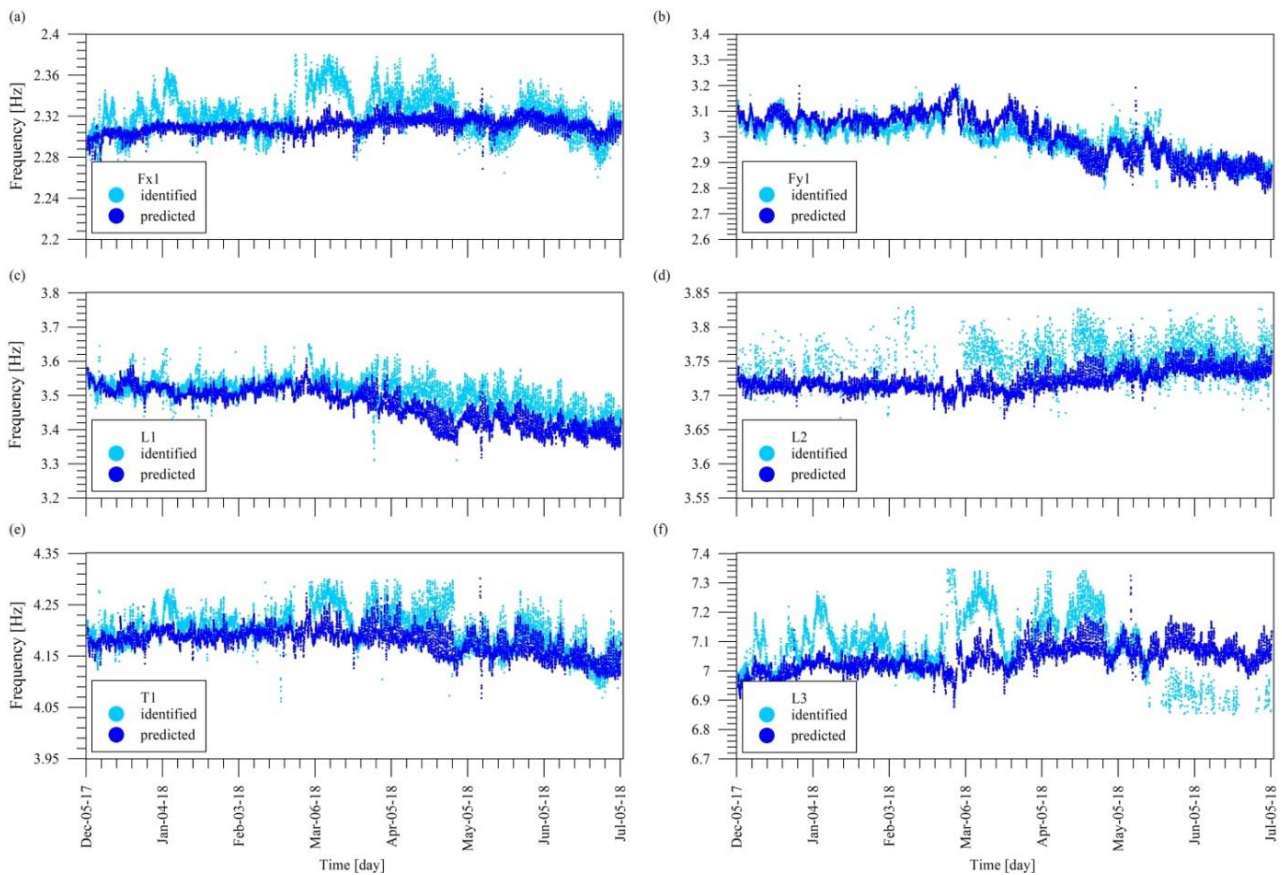 (a)
(b)
Frequency [Hz]
2.4
2.36
2.32
2.28
2.24
2.2
Fx1
identified
predicted
3.4
3.3
3.2
3.1
3
2.9
2.8
2.7
2.6
Fy1
identified
predicted
(c)
(d)
Frequency [Hz]
3.8
3.7
3.6
3.5
3.4
3.3
3.2
L1
identified
predicted
3.85
3.8
3.75
3.7
3.65
3.6
3.55
L2
identified
predicted
(e)
(f)
Frequency [Hz]
4.35
4.25
4.15
4.05
3.95
T1
identified
predicted
7.4
7.3
7.2
7.1
7
6.9
6.8
6.7
L3
identified
predicted
Dec-05-17
Jan-04-18
Feb-03-18
Mar-06-18
Apr-05-18
May-05-18
Jun-05-18
Jul-05-18
Time [day]
Dec-05-17
Jan-04-18
Feb-03-18
Mar-06-18
Apr-05-18
May-05-18
Jun-05-18
Jul-05-18
Time [day]